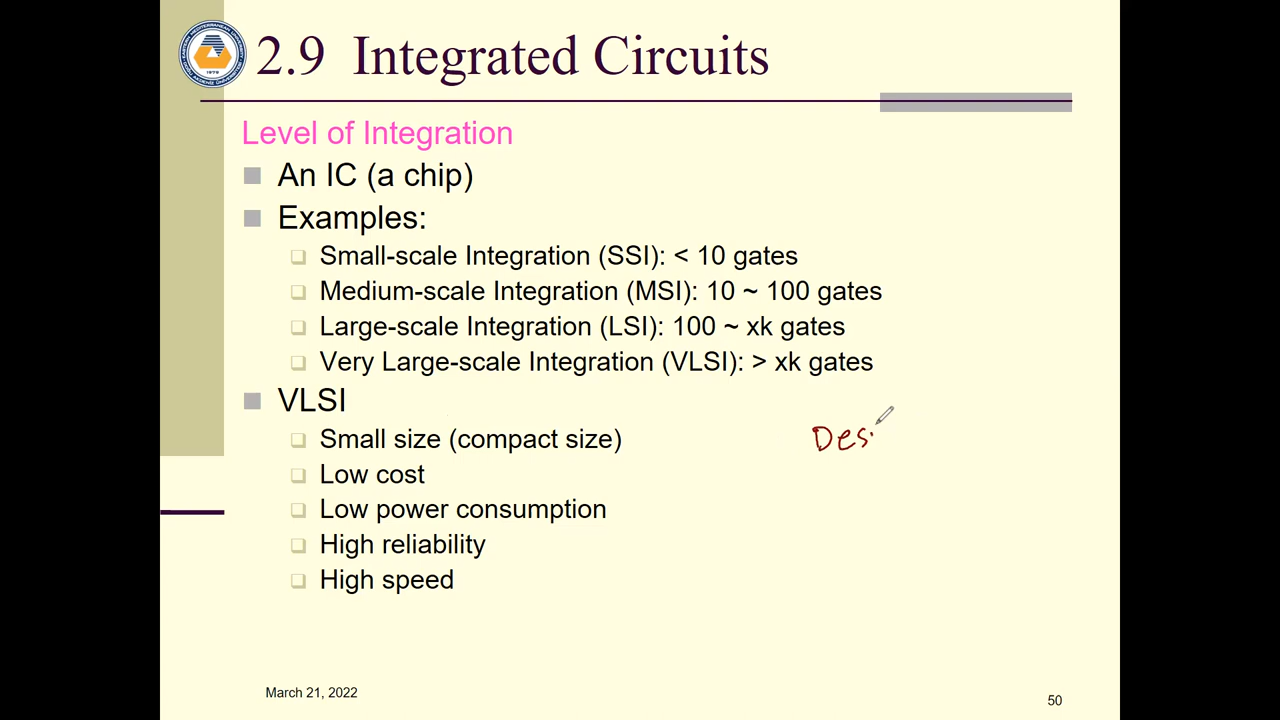 2.9 Integrated Circuits
Level of Integration
An IC (a chip)
Examples:
Small-scale Integration (SSI): < 10 gates
Medium-scale Integration (MSI): 10 ~ 100 gates
Large-scale Integration (LSI): 100 ~ xk gates
Very Large-scale Integration (VLSI): > xk gates
VLSI
Small size (compact size)
Des.
Low cost
Low power consumption
High reliability
High speed
March 21, 2022
50